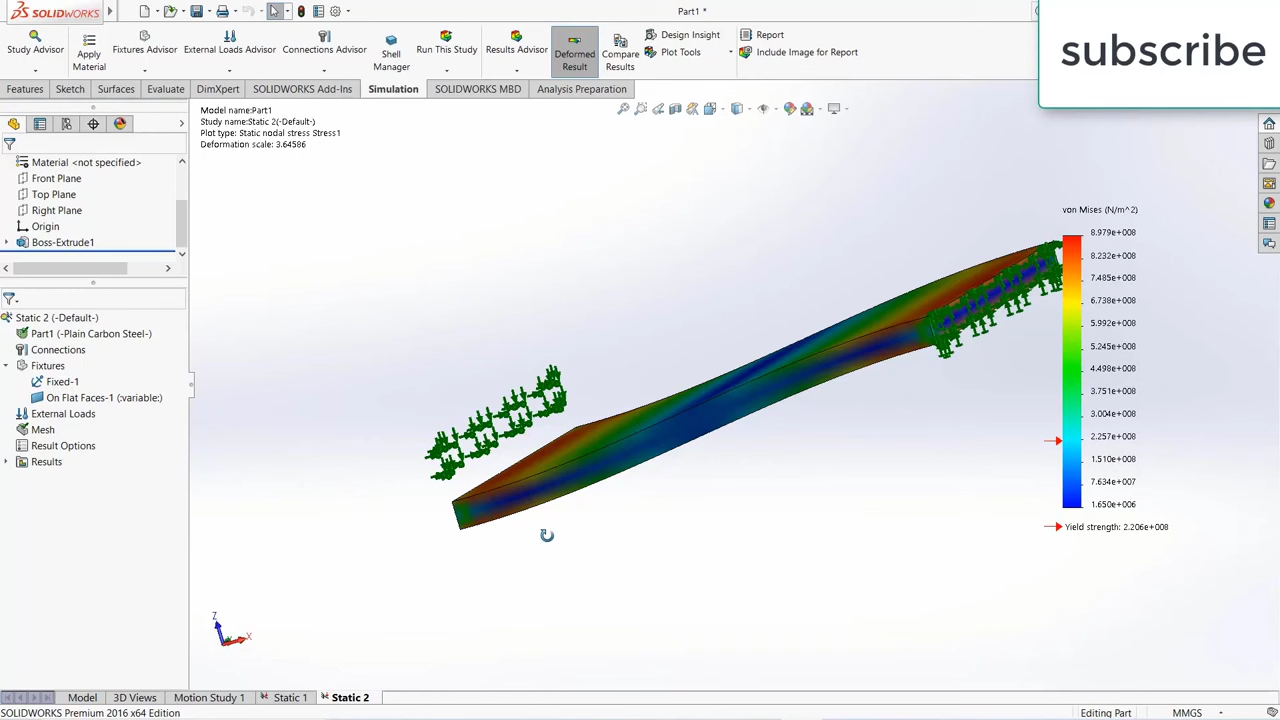 SOLIDWORKS
Part1 *
subscribe
Study Advisor
Apply
Material
Fixtures Advisor
External Loads Advisor
Connections Advisor
Shell
Manager
Run This Study
Results Advisor
Deformed
Result
Compare
Results
Design Insight
Plot Tools
Report
Include Image for Report
Features
Sketch
Surfaces
Evaluate
DimXpert
SOLIDWORKS Add-Ins
Simulation
SOLIDWORKS MBD
Analysis Preparation
Model name:Part1
Study name:Static 2(-Default-)
Plot type: Static nodal stress Stress1
Deformation scale: 3.64586
Material <not specified>
Front Plane
Top Plane
Right Plane
Origin
Boss-Extrude1
Static 2 (-Default-)
Part1 (-Plain Carbon Steel-)
Connections
Fixtures
Fixed-1
On Flat Faces-1 (:variable:)
External Loads
Mesh
Result Options
Results
von Mises (N/m^2)
8.979e+008
8.232e+008
7.485e+008
6.738e+008
5.992e+008
5.245e+008
4.498e+008
3.751e+008
3.004e+008
2.257e+008
1.510e+008
7.634e+007
1.650e+006
Yield strength: 2.206e+008
Z
X
Model
3D Views
Motion Study 1
Static 1
Static 2
SOLIDWORKS Premium 2016 x64 Edition
Editing Part
MMGS